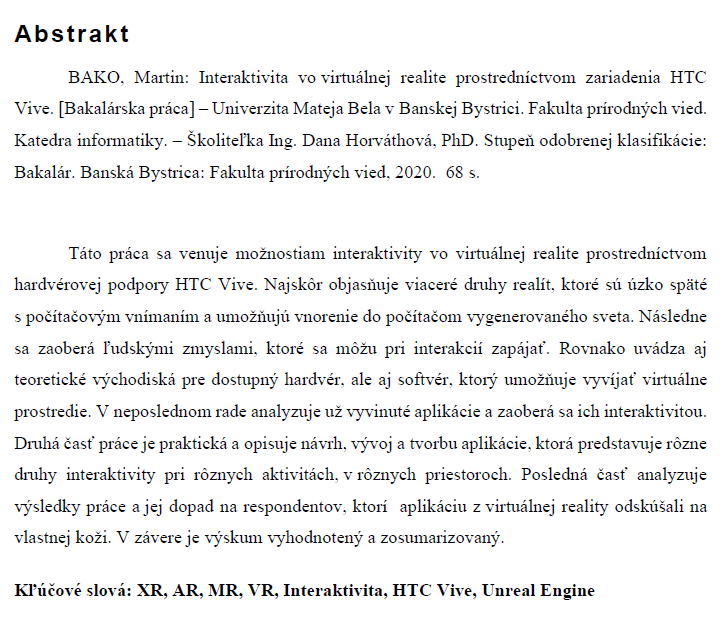 Abstrakt
BAKO, Martin: Interaktivita vo virtuálnej realite prostredníctvom zariadenia HTC
Vive. [Bakalárska práca] – Univerzita Mateja Bela v Banskej Bystrici. Fakulta prírodných vied.
Katedra informatiky. – Školiteľka Ing. Dana Horváthová, PhD. Stupeň odobrenej klasifikácie:
Bakalár. Banská Bystrica: Fakulta prírodných vied, 2020.  68 s.
Táto práca sa venuje možnostiam interaktivity vo virtuálnej realite prostredníctvom
hardvérovej podpory HTC Vive. Najskôr objasňuje viaceré druhy realít, ktoré sú úzko späté
s počítačovým vnímaním a umožňujú vnorenie do počítačom vygenerovaného sveta. Následne
sa zaoberá ľudskými zmyslami, ktoré sa môžu pri interakcií zapájať. Rovnako uvádza aj
teoretické východiská pre dostupný hardvér, ale aj softvér, ktorý umožňuje vyvíjať virtuálne
prostredie. V neposlednom rade analyzuje už vyvinuté aplikácie a zaoberá sa ich interaktivitou.
Druhá časť práce je praktická a opisuje návrh, vývoj a tvorbu aplikácie, ktorá predstavuje rôzne
druhy interaktivity pri rôznych aktivitách, v rôznych priestoroch. Posledná časť analyzuje
výsledky práce a jej dopad na respondentov, ktorí  aplikáciu z virtuálnej reality odskúšali na
vlastnej koži. V závere je výskum vyhodnotený a zosumarizovaný.
Kľúčové slová: XR, AR, MR, VR, Interaktivita, HTC Vive, Unreal Engine